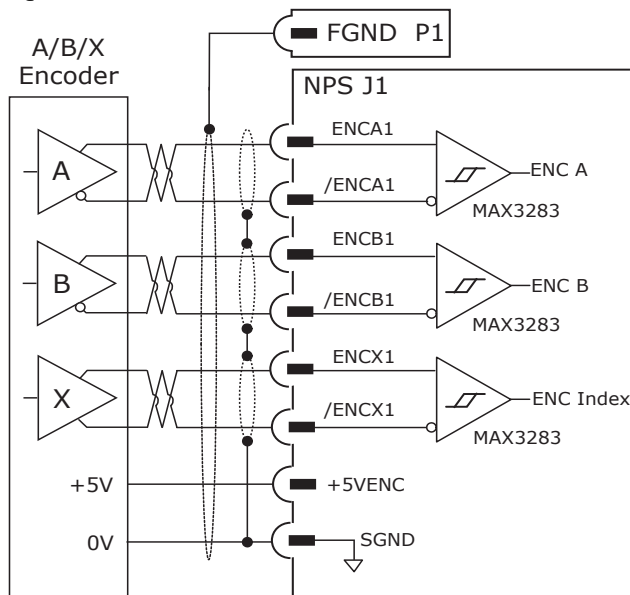 FGND P1
A/B/X
Encoder
NPS J1
A
ENCA1
/ENCA1
ENC A
MAX3283
B
ENCB1
/ENCB1
ENC B
MAX3283
X
ENCX1
/ENCX1
ENC Index
MAX3283
+5V
+5VENC
0V
SGND